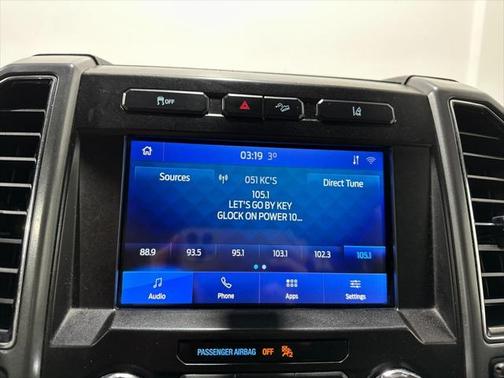 OFF
03:19 3°
Sources
051 KC'S
Direct Tune
105.1
LET'S GO BY KEY
GLOCK ON POWER 10...
88.9 93.5 95.1 103.1 102.3 105.1
Audio Phone Apps Settings
PASSENGER AIRBAG OFF